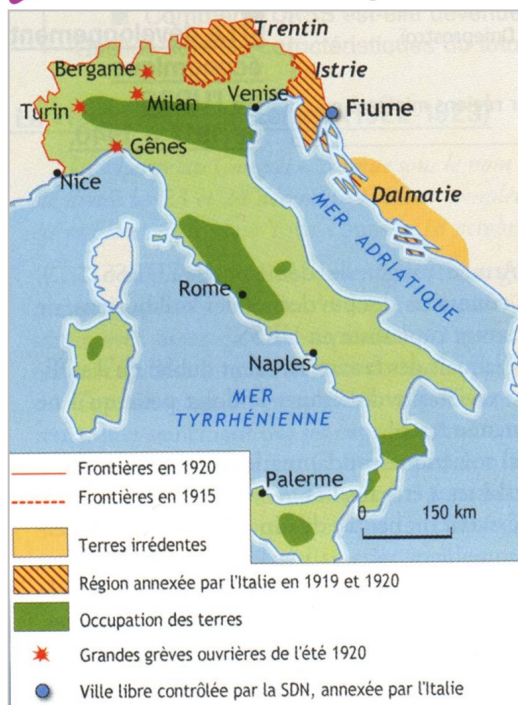 Trentin
Bergame
Istrie
Turin
Milan
Venise
Fiume
Gênes
Nice
Dalmatie
MER ADRIATIQUE
Rome
Naples
MER
TYRRHÉNIENNE
Palerme
0 150 km
Frontières en 1920
Frontières en 1915
Terres irrédentes
Région annexée par l'Italie en 1919 et 1920
Occupation des terres
Grandes grèves ouvrières de l'été 1920
Ville libre contrôlée par la SDN, annexée par l'Italie